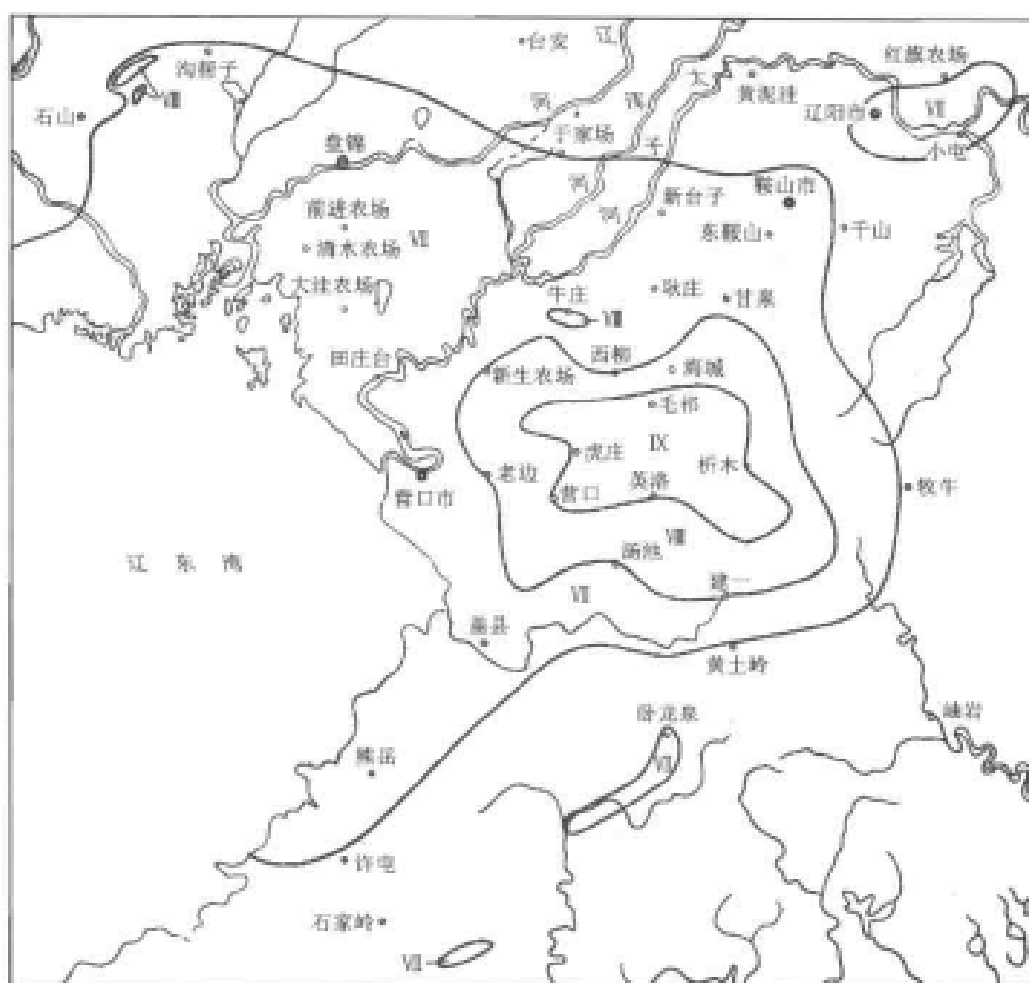 台安
辽
红旗农场
沟帮子
太
Ⅷ
黄泥洼
Ⅶ
石山
河
河
辽阳市
于家场
小屯
盘锦
子
鞍山市
前进农场
河
河
新台子
千山
Ⅶ
东鞍山
清水农场
大洼农场
牛庄
耿庄
甘泉
Ⅷ
田庄台
西柳
新生农场
海城
毛祁
虎庄
Ⅸ
析木
老边
营口
英洛
牧牛
营口市
辽东湾
汤池
Ⅷ
建一
Ⅶ
盖县
黄土岭
卧龙泉
岫岩
熊岳
Ⅶ
许屯
石家岭
Ⅶ